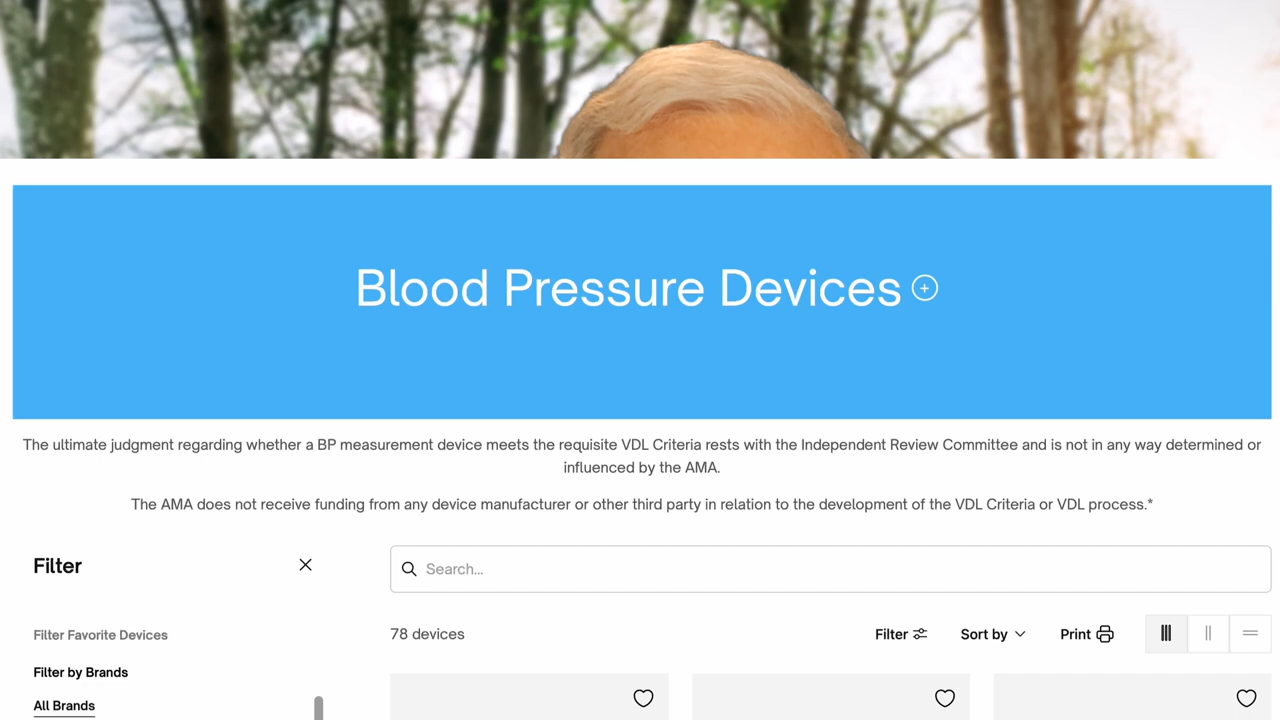 Blood Pressure Devices
The ultimate judgment regarding whether a BP measurement device meets the requisite VDL Criteria rests with the Independent Review Committee and is not in any way determined or
influenced by the AMA.
The AMA does not receive funding from any device manufacturer or other third party in relation to the development of the VDL Criteria or VDL process.*
Filter
Search...
Filter Favorite Devices
78 devices Filter Sort by Print
Filter by Brands
All Brands